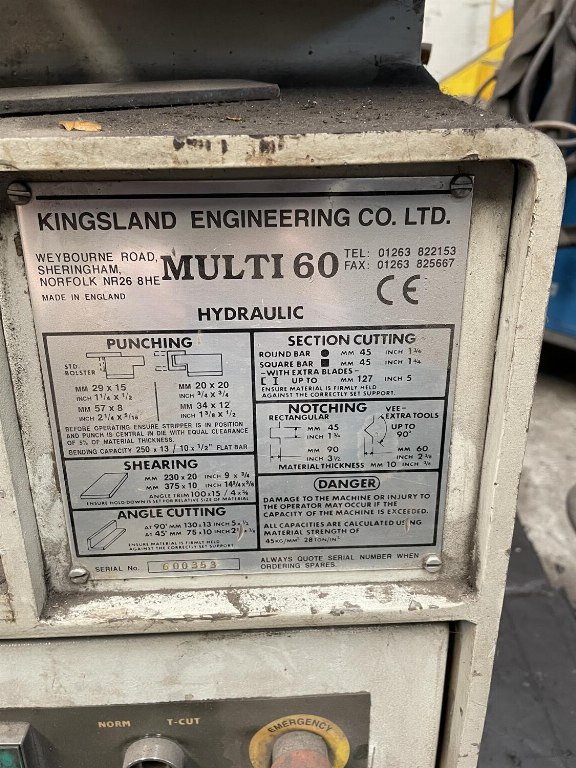 KINGSLAND ENGINEERING CO. LTD.
WEYBOURNE ROAD,
SHERINGHAM,
NORFOLK NR26 8HE
MADE IN ENGLAND
MULTI 60
TEL: 01263 822153
FAX: 01263 825667
CE
HYDRAULIC
PUNCHING
STD.
BOLSTER
MM 29 x 15
INCH 1 1/8 x 1/2
MM 57 x 8
INCH 2 1/4 x 5/16
MM 20 x 20
INCH 3/4 x 3/4
MM 34 x 12
INCH 1 3/8 x 1/2
BEFORE OPERATING ENSURE STRIPPER IS IN POSITION
AND PUNCH IS CENTRAL IN DIE WITH EQUAL CLEARANCE
OF 5% OF MATERIAL THICKNESS.
BENDING CAPACITY 250 x 13 / 10 x 1/2" FLAT BAR
SHEARING
MM 230 x 20 INCH 9 x 3/4
MM 375 x 10 INCH 14 3/4 x 3/8
ANGLE TRIM 100 x 15 / 4 x 5/8
ENSURE HOLD-DOWN IS SET FOR RELATIVE SIZE OF MATERIAL
ANGLE CUTTING
AT 90° MM 130 x 13 INCH 5 x 1/2
AT 45° MM 75 x 10 INCH
ENSURE MATERIAL IS FIRMLY HELD
AGAINST THE CORRECTLY SET SUPPORT
SECTION CUTTING
ROUND BAR ● MM 45 INCH 1 3/4
SQUARE BAR ■ MM 45 INCH 1 3/4
-WITH EXTRA BLADES-
[ I UP TO MM 127 INCH 5
ENSURE MATERIAL IS FIRMLY HELD
AGAINST THE CORRECTLY SET SUPPORT.
NOTCHING
RECTANGULAR
MM 45
INCH 1 3/4
MM 90
INCH 3 1/2
VEE-
EXTRA TOOLS
UP TO
90°
MM 60
INCH 2 3/8
MATERIAL THICKNESS MM 10 INCH 3/8
DANGER
DAMAGE TO THE MACHINE OR INJURY TO
THE OPERATOR MAY OCCUR IF THE
CAPACITY OF THE MACHINE IS EXCEEDED.
ALL CAPACITIES ARE CALCULATED USING
MATERIAL STRENGTH OF
45 KG/MM² 28 TON/IN²
SERIAL No. 600353
ALWAYS QUOTE SERIAL NUMBER WHEN
ORDERING SPARES.
NORM T-CUT
EMERGENCY